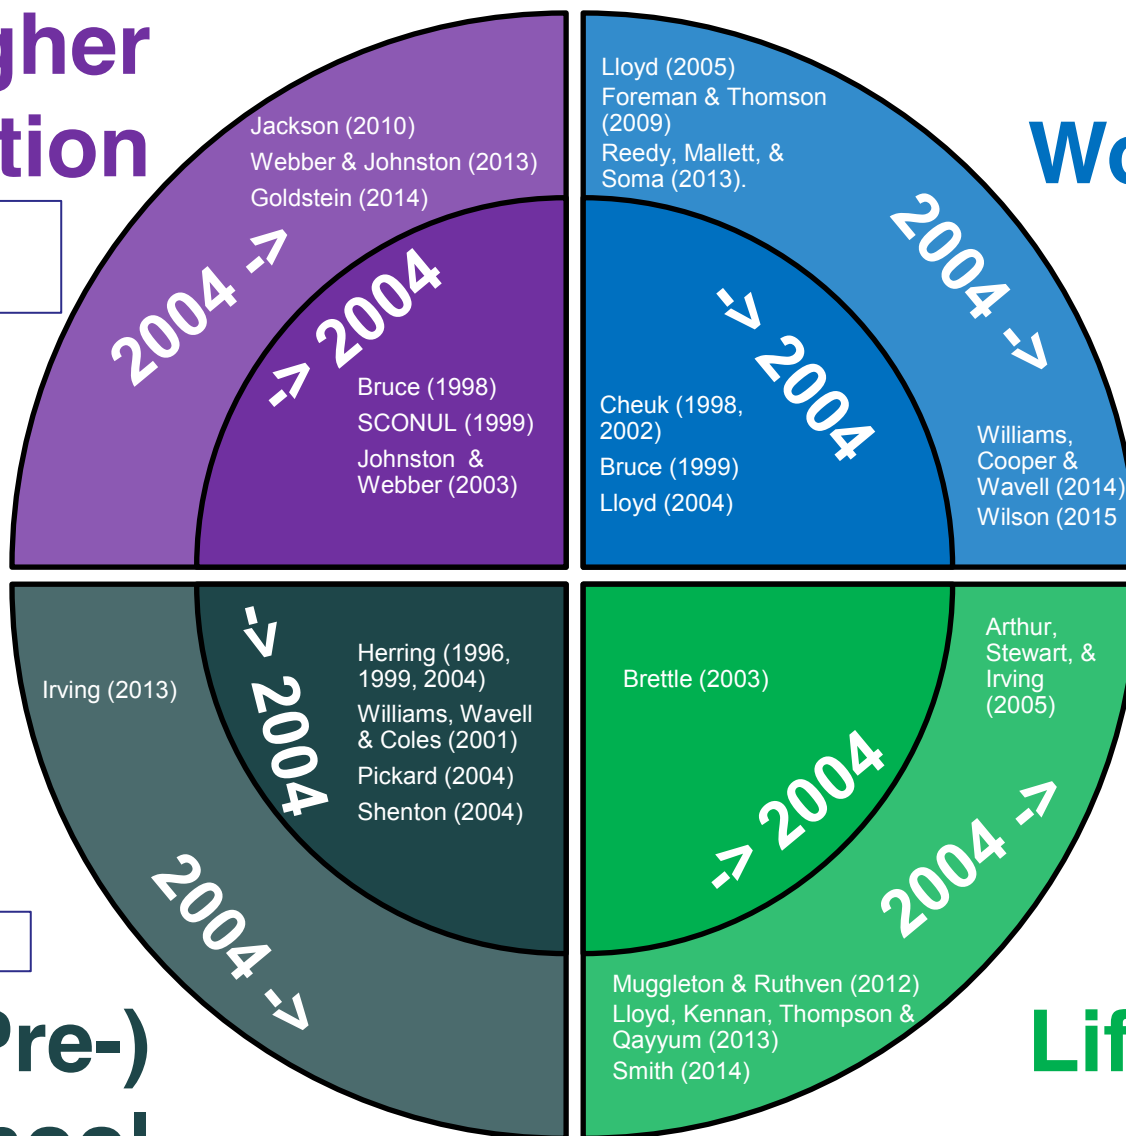 gher
tion
Jackson (2010)
Webber & Johnston (2013)
Goldstein (2014)
2004 ->
-> 2004
Bruce (1998)
SCONUL (1999)
Johnston &
Webber (2003)
Wo
Lloyd (2005)
Foreman & Thomson
(2009)
Reedy, Mallett, &
Soma (2013).
2004 ->
-> 2004
Cheuk (1998,
2002)
Bruce (1999)
Lloyd (2004)
Williams,
Cooper &
Wavell (2014)
Wilson (2015
Irving (2013)
-> 2004
Herring (1996,
1999, 2004)
Williams, Wavell
& Coles (2001)
Pickard (2004)
Shenton (2004)
2004 ->
Pre-)
Brettle (2003)
-> 2004
Arthur,
Stewart, &
Irving
(2005)
2004 ->
Muggleton & Ruthven (2012)
Lloyd, Kennan, Thompson &
Qayyum (2013)
Smith (2014)
Lif